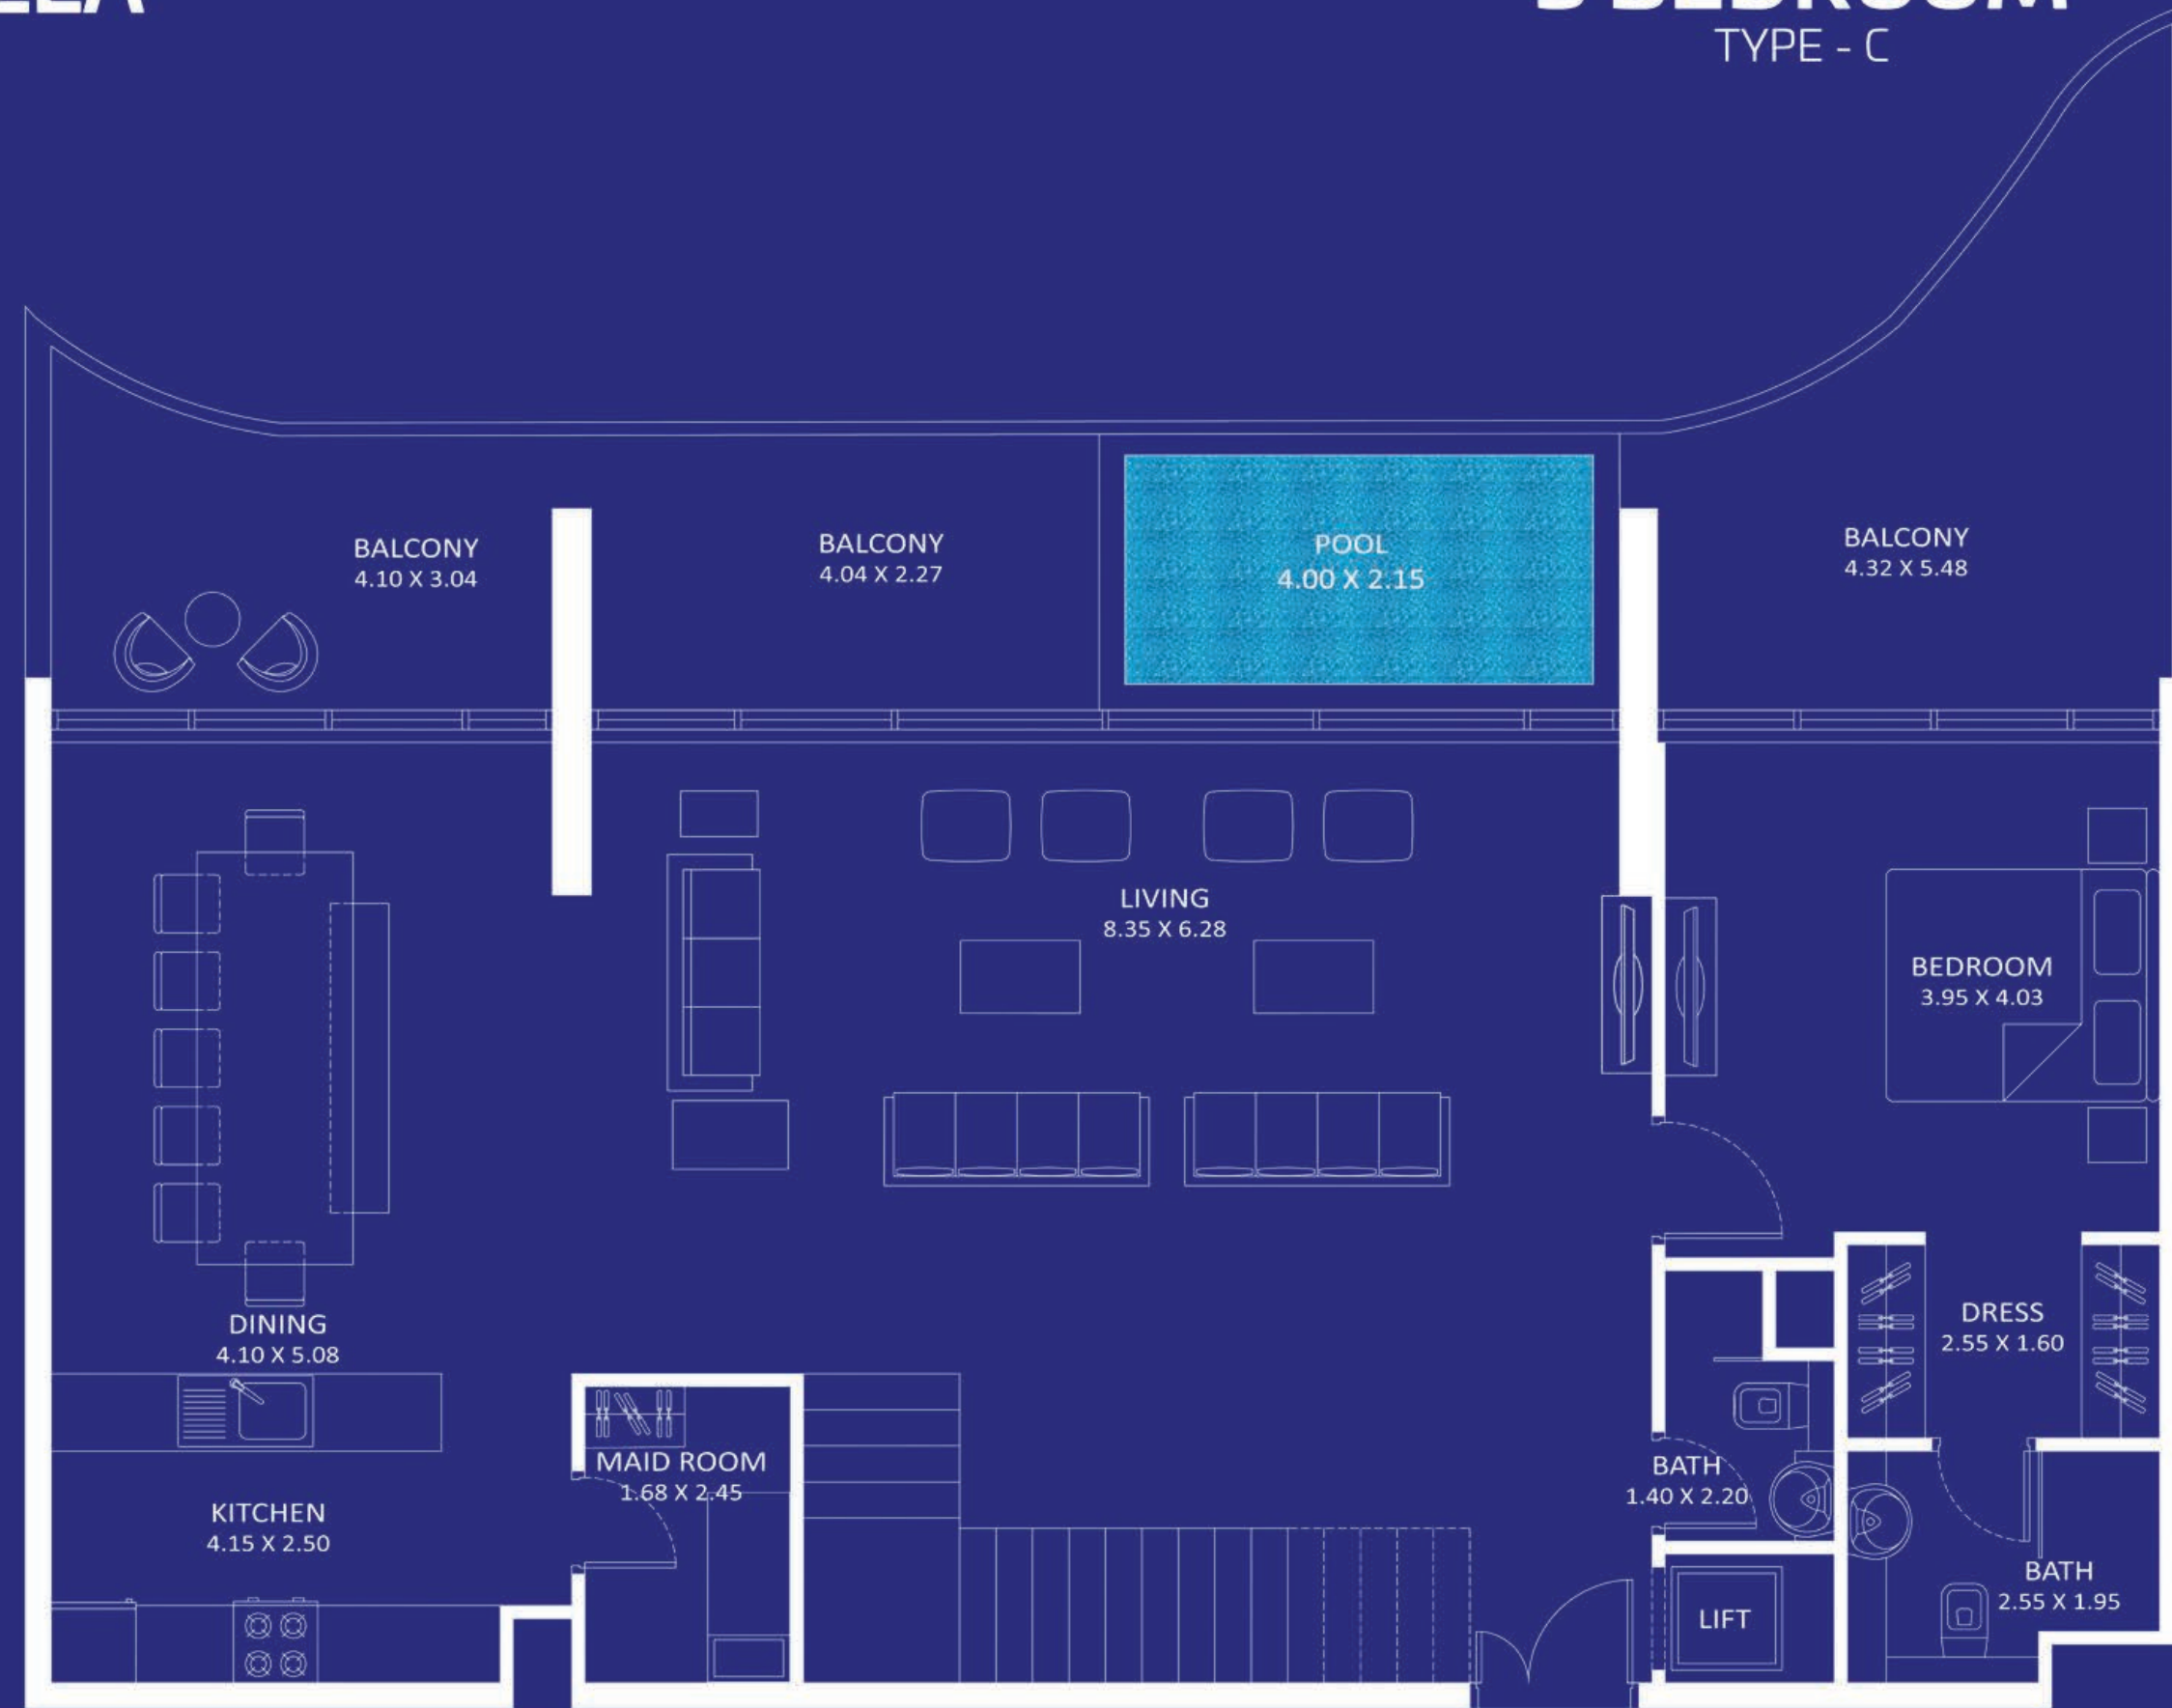 TYPE - C
BALCONY
4.10 X 3.04
BALCONY
4.04 X 2.27
POOL
4.00 X 2.15
BALCONY
4.32 X 5.48
LIVING
8.35 X 6.28
BEDROOM
3.95 X 4.03
DINING
4.10 X 5.08
DRESS
2.55 X 1.60
MAID ROOM
1.68 X 2.45
BATH
1.40 X 2.20
KITCHEN
4.15 X 2.50
BATH
2.55 X 1.95
LIFT